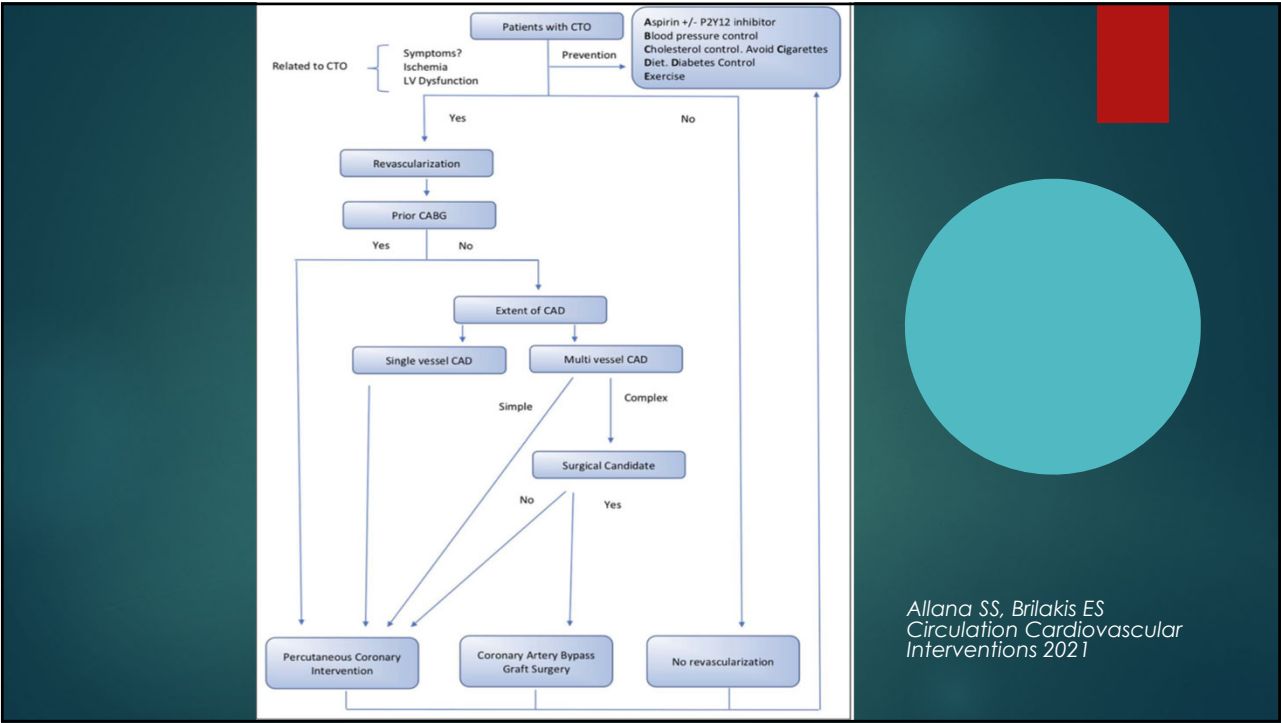 Patients with CTO
Aspirin +/- P2Y12 inhibitor
Blood pressure control
Cholesterol control. Avoid Cigarettes
Diet. Diabetes Control
Exercise
Prevention
Related to CTO
Symptoms?
Ischemia
LV Dysfunction
Yes
No
Revascularization
Prior CABG
Yes
No
Extent of CAD
Single vessel CAD
Multi vessel CAD
Simple
Complex
Surgical Candidate
No
Yes
Percutaneous Coronary
Intervention
Coronary Artery Bypass
Graft Surgery
No revascularization
Allana SS, Brilakis ES
Circulation Cardiovascular
Interventions 2021